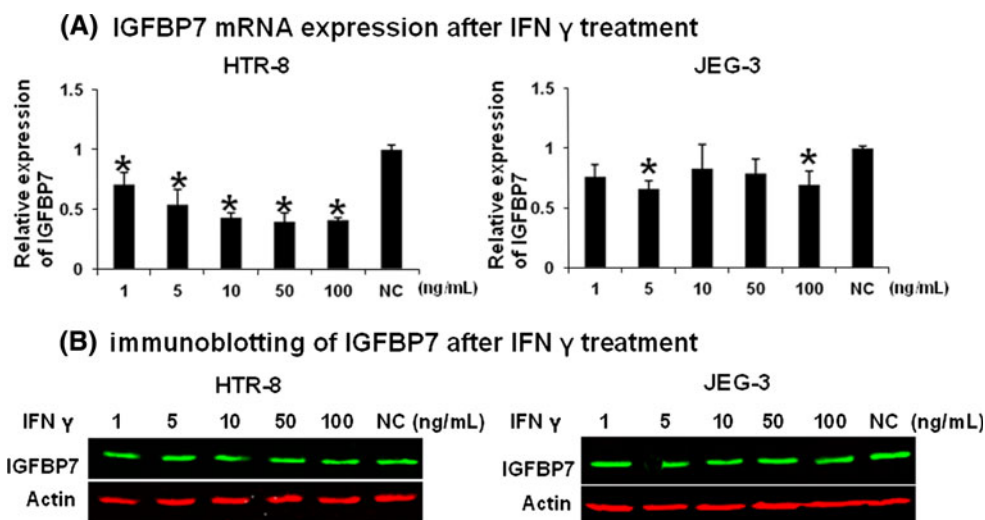 (A) IGFBP7 mRNA expression after IFN γ treatment
HTR-8
Relative expression
of IGFBP7
1.5
1
0.5
0
*
*
*
*
*
1 5 10 50 100 NC (ng/mL)
JEG-3
Relative expression
of IGFBP7
1.5
1
0.5
0
*
*
1 5 10 50 100 NC (ng/mL)
(B) immunoblotting of IGFBP7 after IFN γ treatment
HTR-8
IFN γ 1 5 10 50 100 NC (ng/mL)
IGFBP7
Actin
JEG-3
IFN γ 1 5 10 50 100 NC (ng/mL)
IGFBP7
Actin